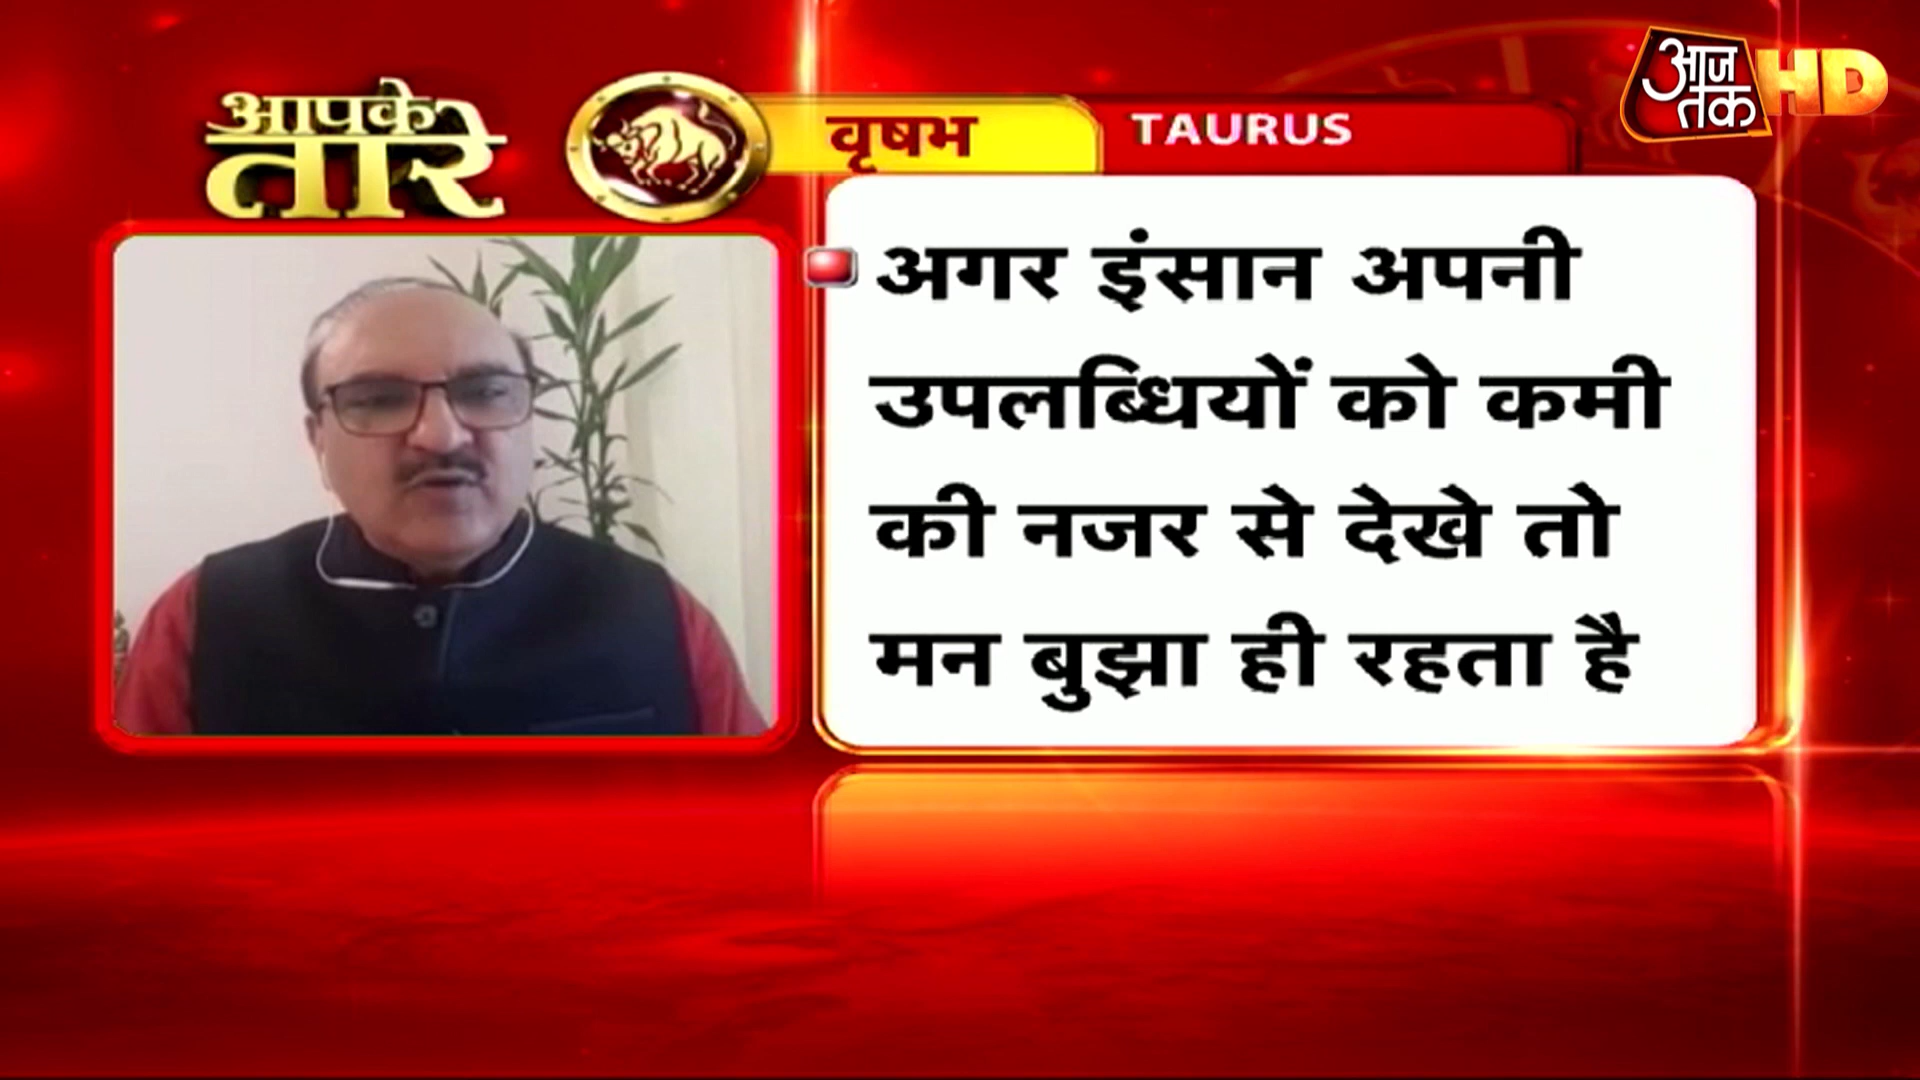 आपके
तारे
वृषभ
TAURUS
आज
तक
HD
अगर इंसान अपनी
उपलब्धियों को कमी
की नजर से देखे तो
मन बुझा ही रहता है